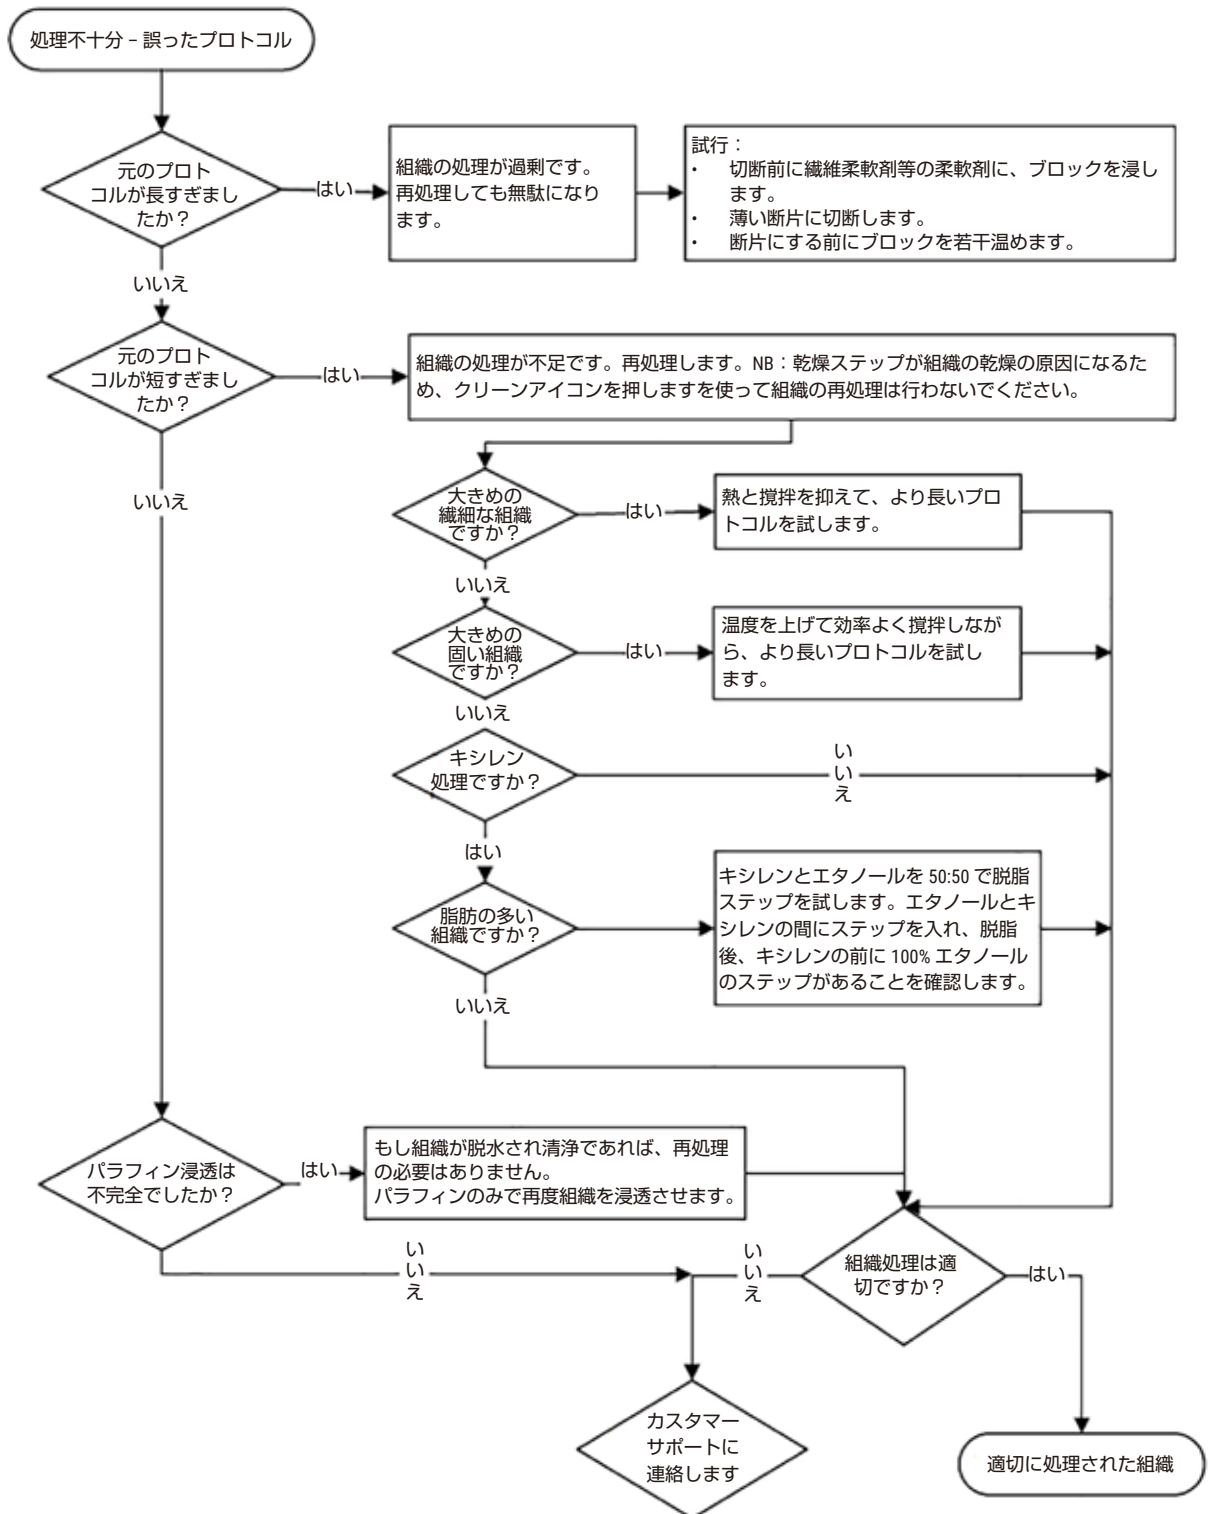 処理不十分 – 誤ったプロトコル
元のプロト
コルが長すぎまし
たか？
はい
組織の処理が過剰です。
再処理しても無駄になり
ます。
試行：
• 切断前に繊維柔軟剤等の柔軟剤に、ブロックを浸し
ます。
• 薄い断片に切断します。
• 断片にする前にブロックを若干温めます。
いいえ
元のプロト
コルが短すぎまし
たか？
はい
組織の処理が不足です。再処理します。NB：乾燥ステップが組織の乾燥の原因になるた
め、クリーンアイコンを押しますを使って組織の再処理は行わないでください。
いいえ
大きめの
繊細な組織
ですか？
はい
熱と撹拌を抑えて、より長いプロ
トコルを試します。
いいえ
大きめの
固い組織
ですか？
はい
温度を上げて効率よく撹拌しなが
ら、より長いプロトコルを試し
ます。
いいえ
キシレン
処理ですか？
いいえ
はい
脂肪の多い
組織ですか？
キシレンとエタノールを 50:50 で脱脂
ステップを試します。エタノールとキ
シレンの間にステップを入れ、脱脂
後、キシレンの前に 100% エタノール
のステップがあることを確認します。
いいえ
パラフィン浸透は
不完全でしたか？
はい
もし組織が脱水され清浄であれば、再処理
の必要はありません。
パラフィンのみで再度組織を浸透させます。
いいえ
いいえ
組織処理は適
切ですか？
はい
カスタマー
サポートに
連絡します
適切に処理された組織